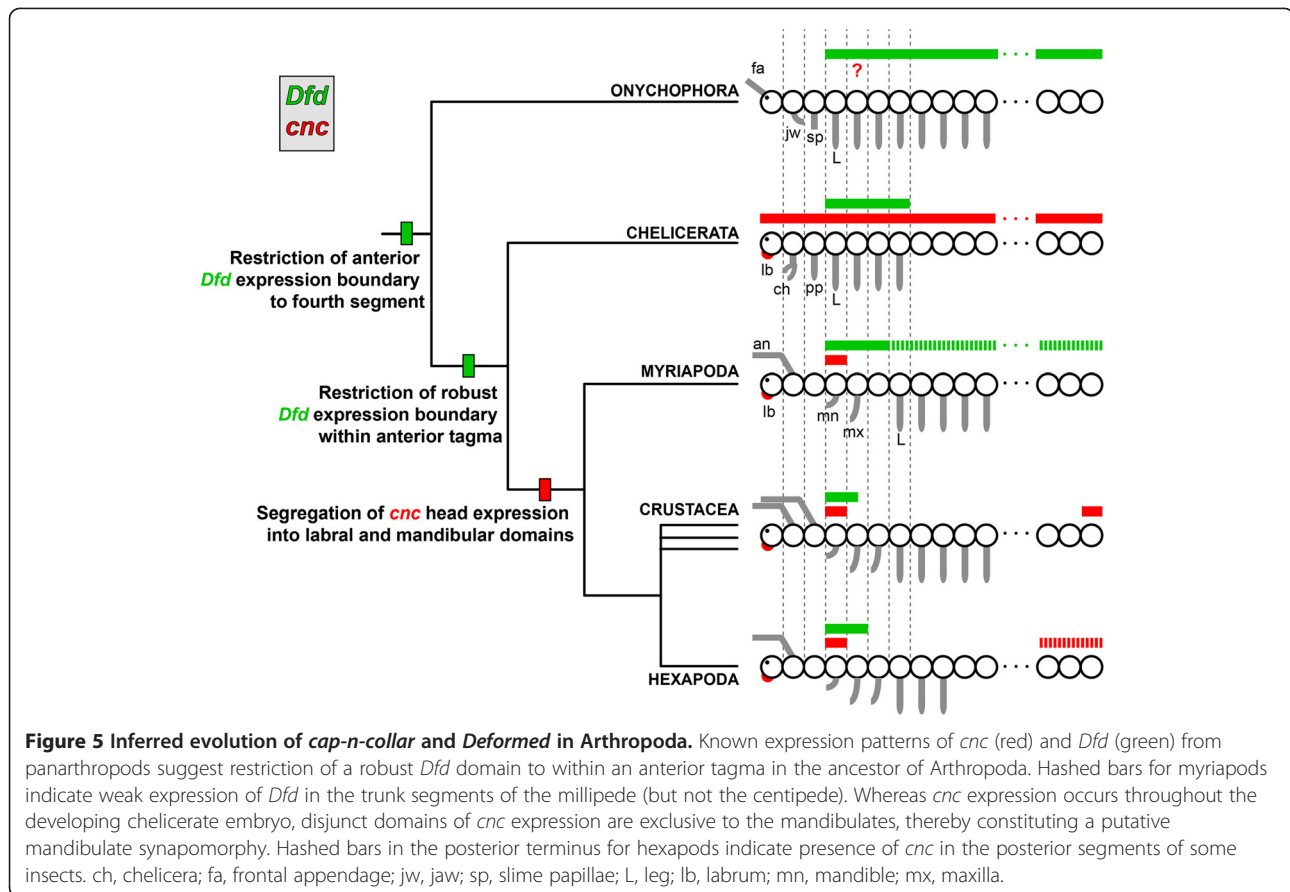 Dfd
cnc
fa
?
ONYCHOPHORA
jw
sp
L
CHELICERATA
lb
ch
pp
L
Restriction of anterior
Dfd expression boundary
to fourth segment
an
MYRIAPODA
lb
mn
mx
L
Restriction of robust
Dfd expression boundary
within anterior tagma
CRUSTACEA
Segregation of cnc head expression
into labral and mandibular domains
HEXAPODA
Figure 5 Inferred evolution of cap-n-collar and Deformed in Arthropoda. Known expression patterns of cnc (red) and Dfd (green) from
panarthropods suggest restriction of a robust Dfd domain to within an anterior tagma in the ancestor of Arthropoda. Hashed bars for myriapods
indicate weak expression of Dfd in the trunk segments of the millipede (but not the centipede). Whereas cnc expression occurs throughout the
developing chelicerate embryo, disjunct domains of cnc expression are exclusive to the mandibulates, thereby constituting a putative
mandibulate synapomorphy. Hashed bars in the posterior terminus for hexapods indicate presence of cnc in the posterior segments of some
insects. ch, chelicera; fa, frontal appendage; jw, jaw; sp, slime papillae; L, leg; lb, labrum; mn, mandible; mx, maxilla.